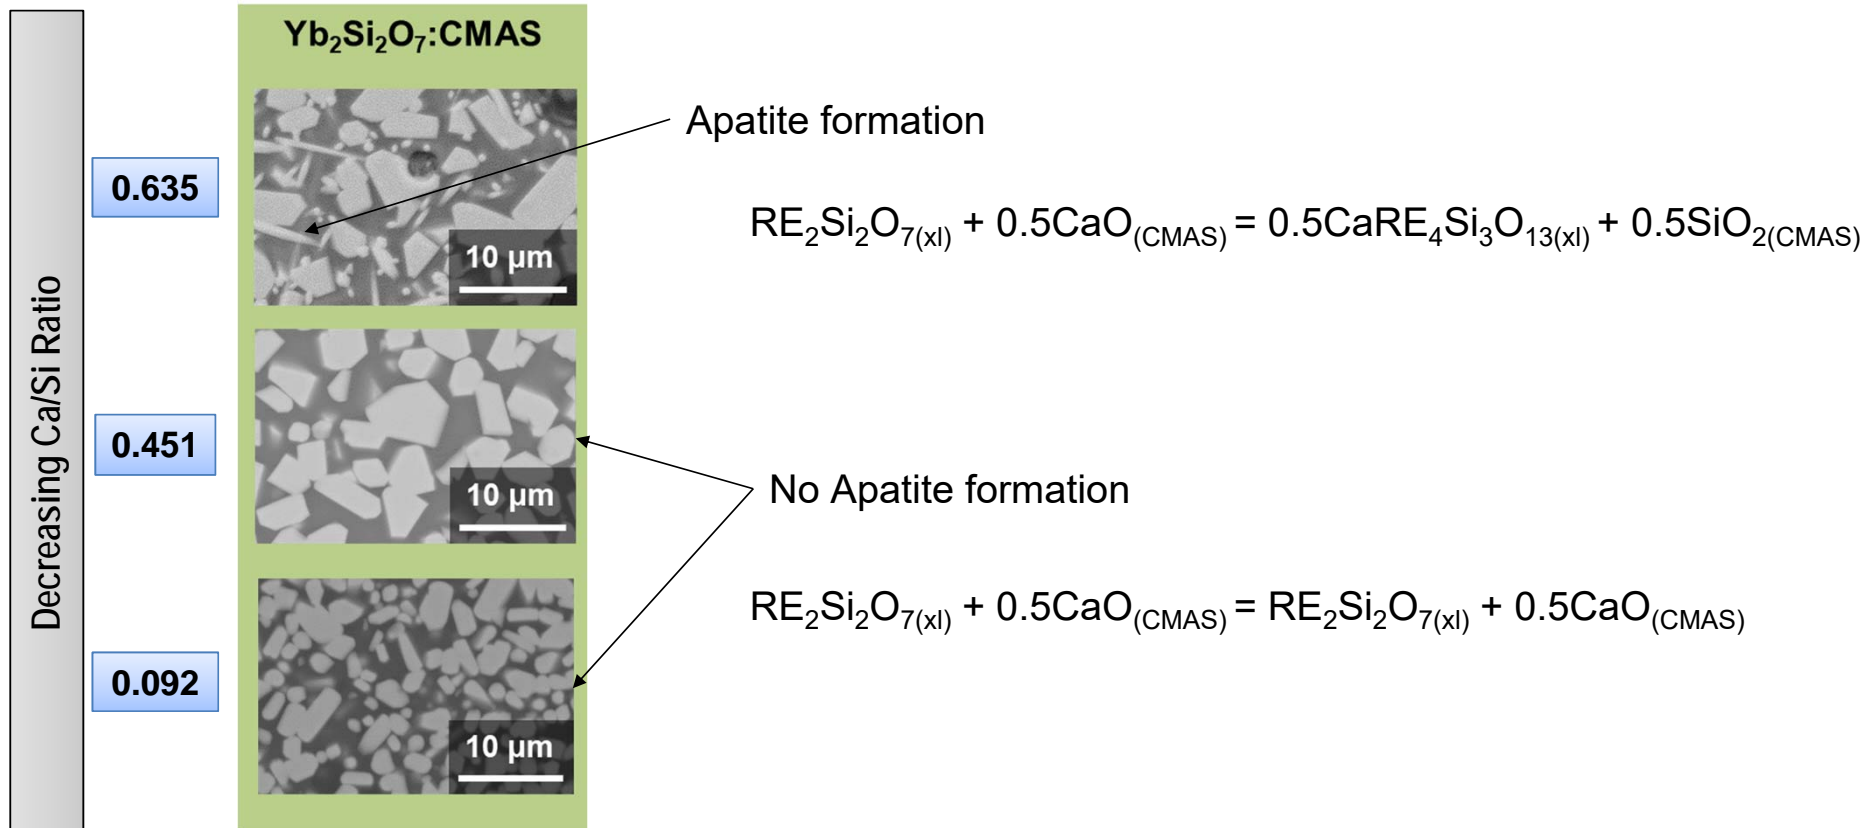 Yb₂Si₂O₇:CMAS
Decreasing Ca/Si Ratio
0.635
10 µm
Apatite formation
RE₂Si₂O₇(xl) + 0.5CaO(CMAS) = 0.5CaRE₄Si₃O₁₃(xl) + 0.5SiO₂(CMAS)
0.451
10 µm
No Apatite formation
RE₂Si₂O₇(xl) + 0.5CaO(CMAS) = RE₂Si₂O₇(xl) + 0.5CaO(CMAS)
0.092
10 µm